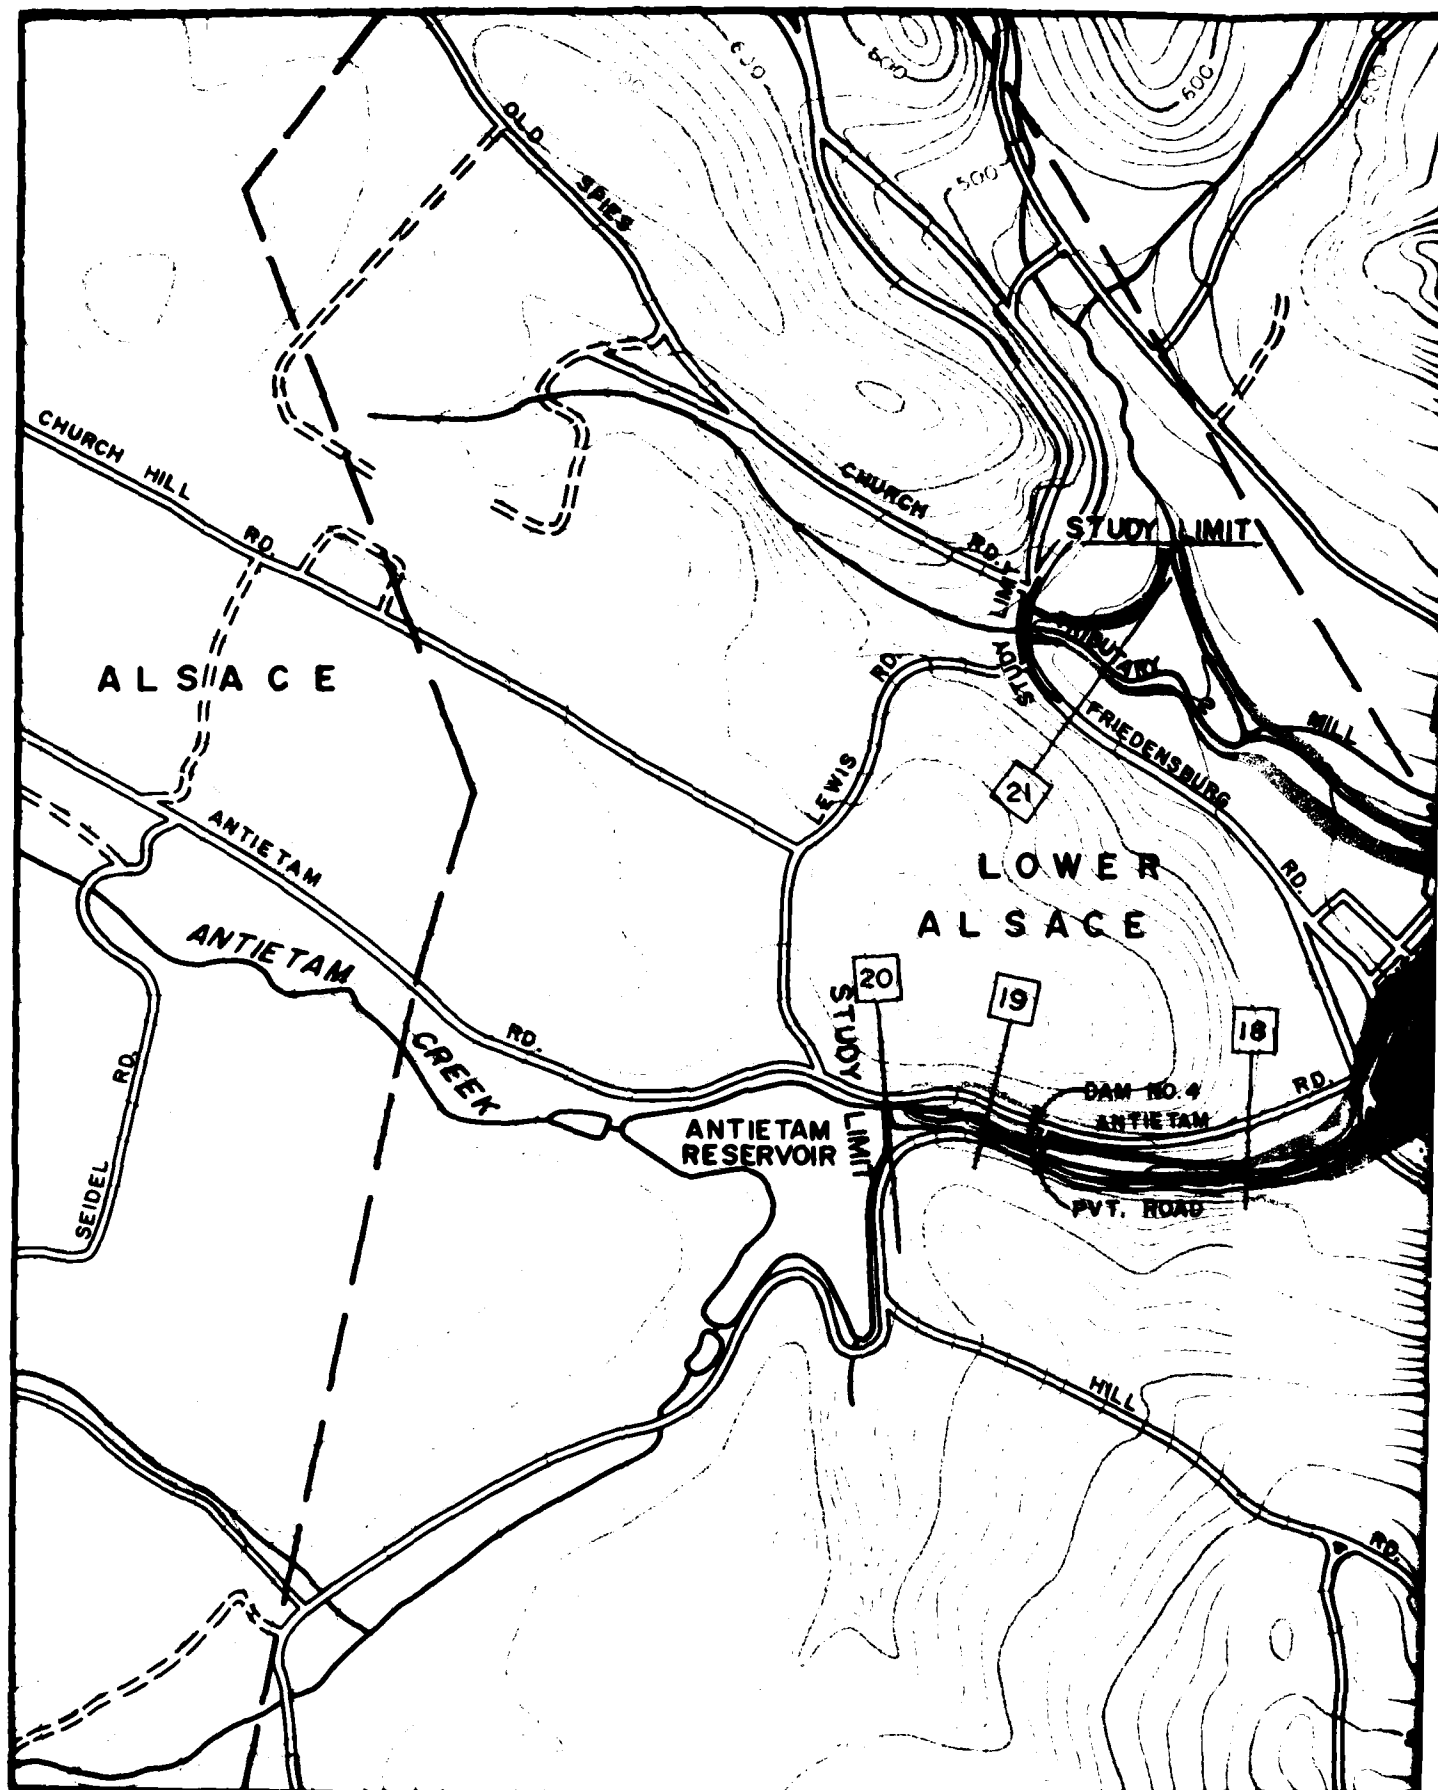 600
600
600
500
OLD
SPIES
CHURCH HILL
RD.
CHURCH
RD.
STUDY LIMIT
STUDY LIMIT
TRIBUTARY
2
MILL
FRIEDENSBURG
RD.
RD.
LEWIS
ALSACE
21
LOWER
ALSACE
ANTIETAM
RD.
ANTIETAM
CREEK
20
19
18
STUDY
LIMIT
DAM NO. 4
ANTIETAM
RD.
ANTIETAM
RESERVOIR
PVT. ROAD
RD.
SEIDEL
HILL
RD.